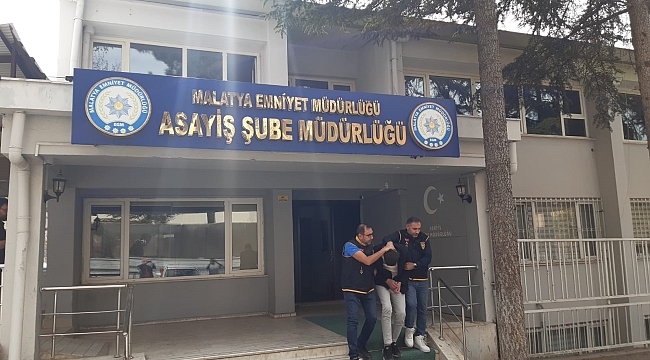 MALATYA EMNİYET MÜDÜRLÜĞÜ
ASAYİŞ ŞUBE MÜDÜRLÜĞÜ